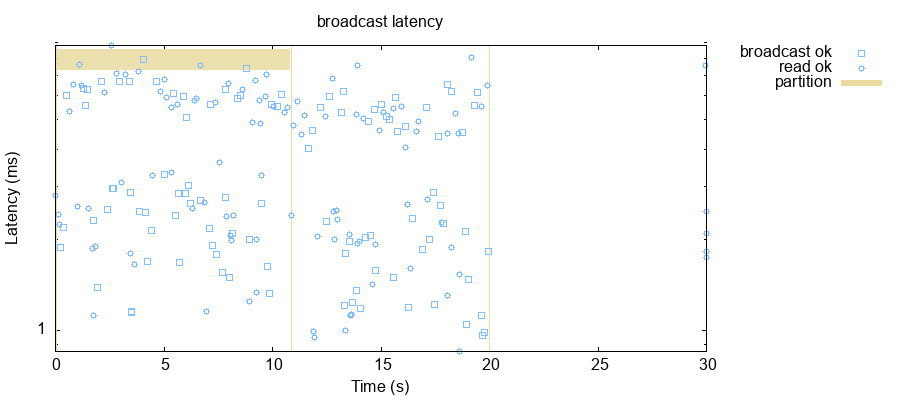 broadcast latency
broadcast ok
read ok
partition
Latency (ms)
1
0 5 10 15 20 25 30
Time (s)